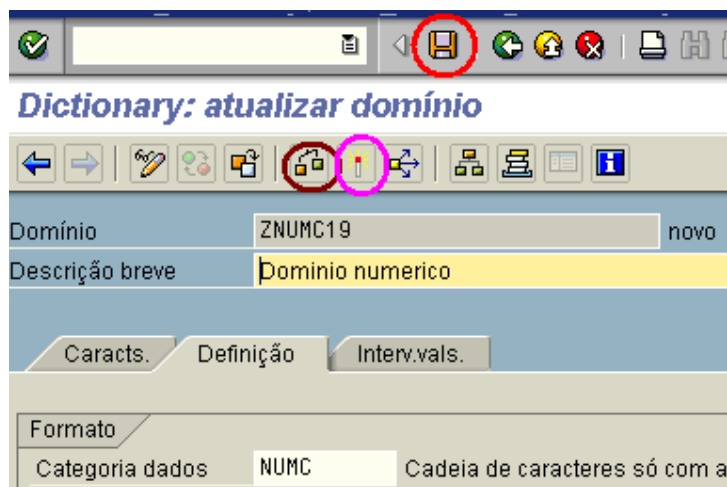 Dictionary: atualizar domínio
Domínio ZNUMC19 novo
Descrição breve Dominio numerico
Caracts. Definição Interv.vals.
Formato
Categoria dados NUMC Cadeia de caracteres só com a